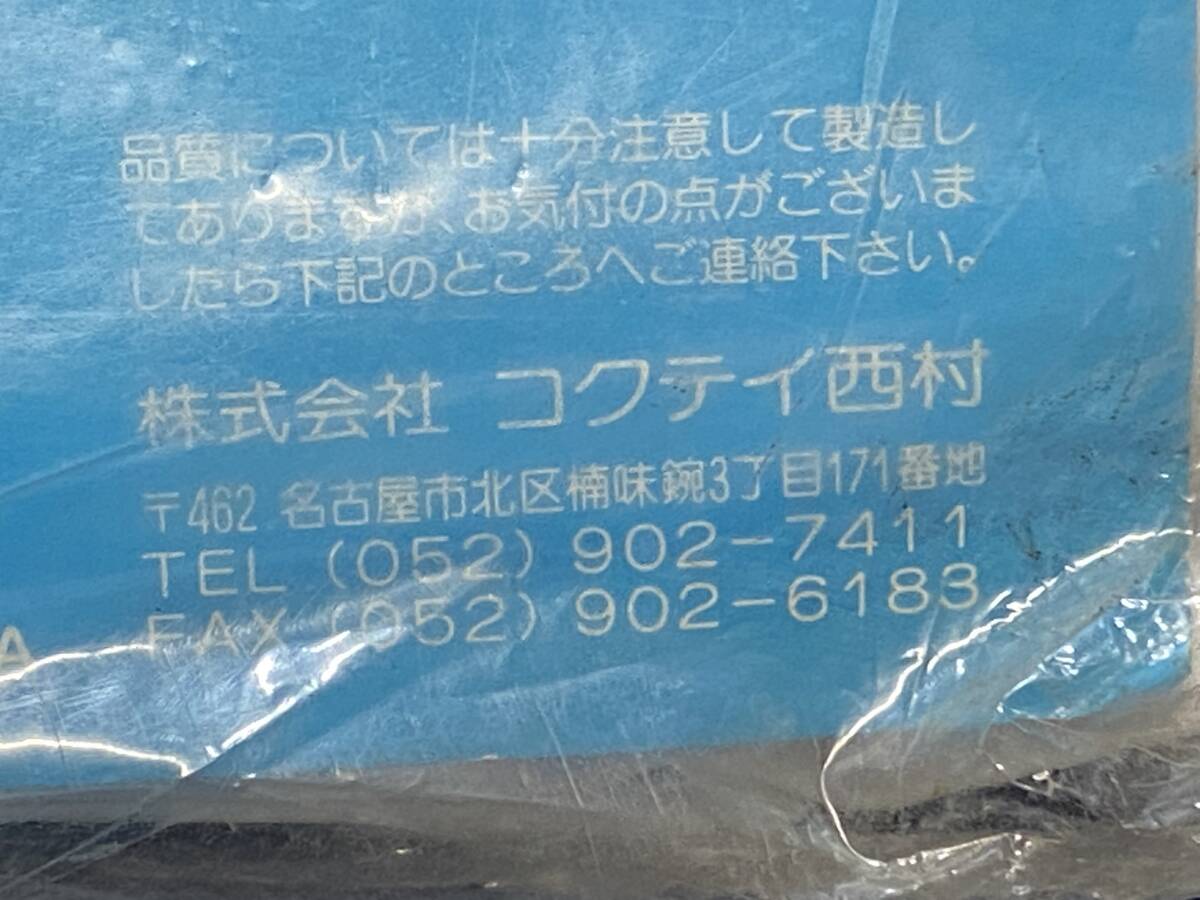 品質については十分注意して製造し
てありますが、お気付の点がございま
したら下記のところへご連絡下さい。
株式会社 コクテイ西村
〒462 名古屋市北区楠味鋺3丁目171番地
TEL (052) 902-7411
A FAX (052) 902-6183